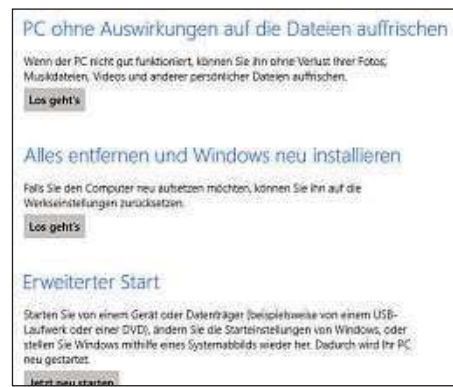 PC ohne Auswirkungen auf die Dateien auffrischen
Wenn der PC nicht gut funktioniert, können Sie ihn ohne Verlust Ihrer Fotos,
Musikdateien, Videos und anderer persönlicher Dateien auffrischen.
Los geht's
Alles entfernen und Windows neu installieren
Falls Sie den Computer neu aufsetzen möchten, können Sie ihn auf die
Werkseinstellungen zurücksetzen.
Los geht's
Erweiterter Start
Starten Sie von einem Gerät oder Datenträger (beispielsweise von einem USB-
Laufwerk oder einer DVD), ändern Sie die Starteinstellungen von Windows, oder
stellen Sie Windows mithilfe eines Systemabbilds wieder her. Dadurch wird Ihr PC
neu gestartet.
Jetzt neu starten